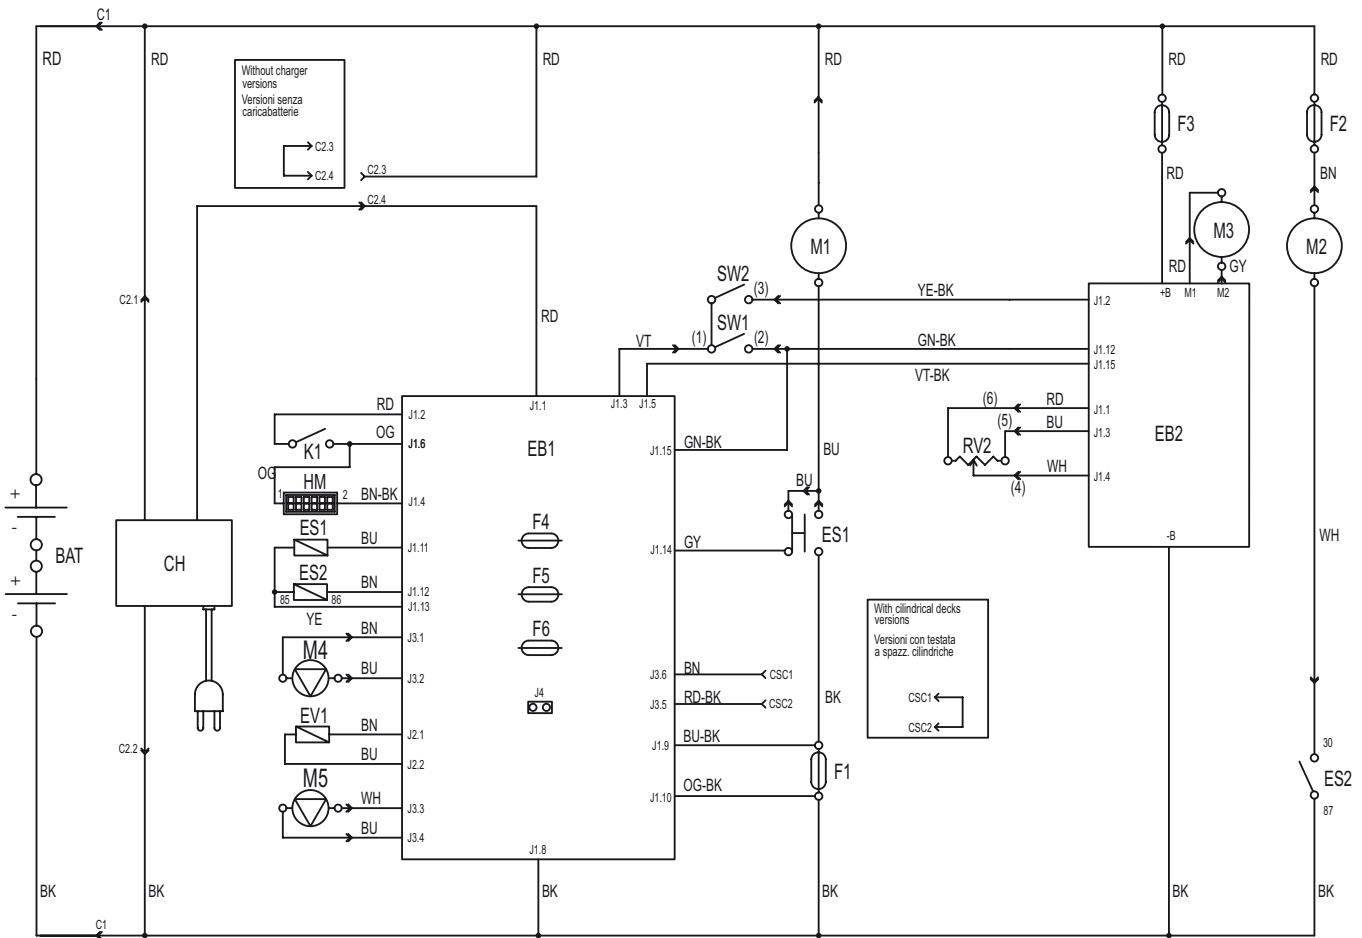 C1
RD
RD
RD
RD
RD
RD
Without charger
versions
Versioni senza
caricabatterie
C2.3
C2.4
C2.3
C2.4
F3
F2
RD
BN
M1
M3
M2
RD
GY
SW2
(3)
YE-BK
+B
M1
M2
J1.2
C2.1
RD
SW1
VT
(1)
(2)
GN-BK
J1.12
J1.15
VT-BK
RD
J1.2
J1.1
J1.3
J1.5
(6)
RD
J1.1
OG
J1.6
K1
EB1
GN-BK
J1.15
BU
(5)
BU
J1.3
EB2
RV2
OG
HM
1
2
BN-BK
J1.4
WH
J1.4
(4)
BU
ES1
BU
J1.11
F4
GY
J1.14
ES1
-B
WH
+
-
BAT
+
-
CH
ES2
BN
J1.12
85
86
J1.13
YE
F5
With cilindrical decks
versions
Versioni con testata
a spazz. cilindriche
CSC1
CSC2
BN
J3.1
M4
F6
BU
J3.2
J3.6
BN
CSC1
J4
J3.5
RD-BK
CSC2
BK
EV1
BN
J2.1
C2.2
BU
J2.2
J1.9
BU-BK
30
M5
F1
ES2
WH
J3.3
J1.10
OG-BK
87
BU
J3.4
J1.8
BK
BK
BK
BK
BK
BK
C1